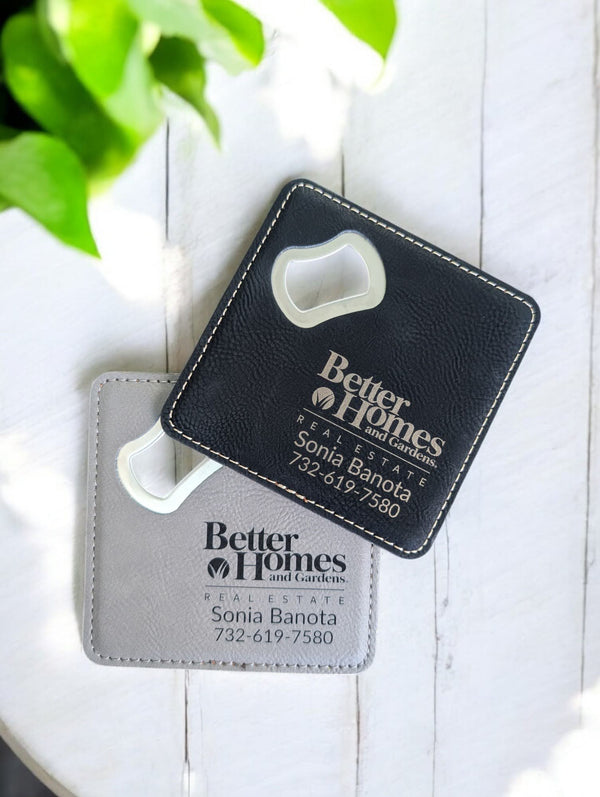 Better
Homes
and Gardens®
REAL ESTATE
Sonia Banota
732-619-7580
Better
Homes
and Gardens®
REAL ESTATE
Sonia Banota
732-619-7580